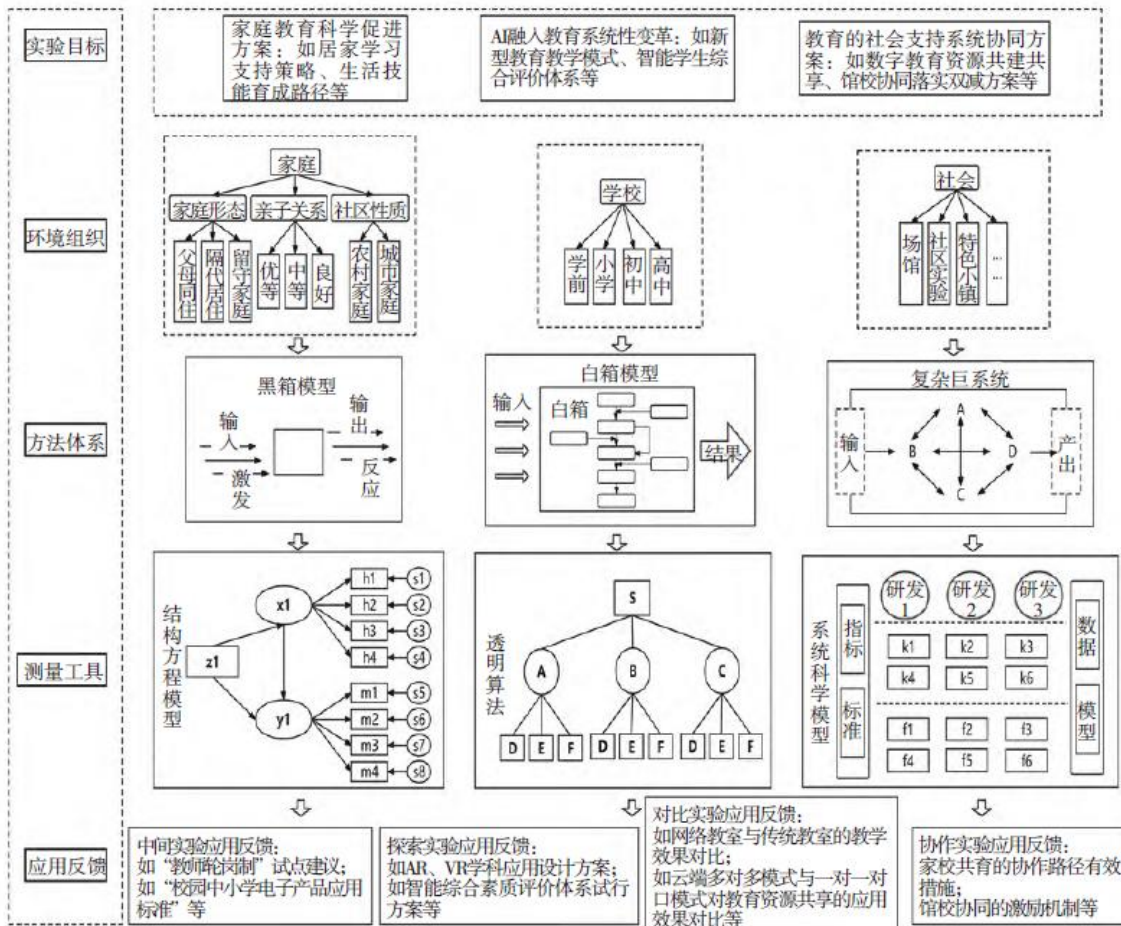 实验目标
家庭教育科学促进
方案：如居家学习
支持策略、生活技
能育成路径等
AI融入教育系统性变革：如新
型教育教学模式、智能学生综
合评价体系等
教育的社会支持系统协同方
案：如数字教育资源共建共
享、馆校协同落实双减方案等
环境组织
家庭
家庭形态
亲子关系
社区性质
父母同住
隔代居住
留守家庭
优等
中等
良好
农村家庭
城市家庭
学校
学前
小学
初中
高中
社会
场馆
社区实验
特色小镇
……
方法体系
黑箱模型
输入
激发
输出
反应
白箱模型
输入
白箱
结果
复杂巨系统
输入
A
B
D
C
产出
测量工具
结构方程模型
z1
x1
y1
h1
s1
h2
s2
h3
s3
h4
s4
m1
s5
m2
s6
m3
s7
m4
s8
透明算法
S
A
B
C
D
E
F
D
E
F
D
E
F
系统科学模型
指标
标准
研发
1
研发
2
研发
3
k1
k2
k3
k4
k5
k6
f1
f2
f3
f4
f5
f6
数据
模型
应用反馈
中间实验应用反馈：
如“教师轮岗制”试点建议；
如“校园中小学电子产品应用
标准”等
探索实验应用反馈：
如AR、VR学科应用设计方案；
如智能综合素质评价体系试行
方案等
对比实验应用反馈：
如网络教室与传统教室的教学
效果对比；
如云端多对多模式与一对一对
口模式对教育资源共享的应用
效果对比等
协作实验应用反馈：
家校共育的协作路径有效
措施；
馆校协同的激励机制等